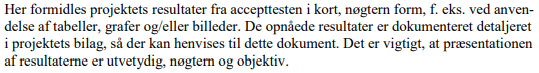 Her formidles projektets resultater fra accepttesten i kort, nøgtern form, f. eks. ved anven-
delse af tabeller, grafer og/eller billeder. De opnåede resultater er dokumenteret detaljeret
i projektets bilag, så der kan henvises til dette dokument. Det er vigtigt, at præsentationen
af resultaterne er utvetydig, nøgtern og objektiv.